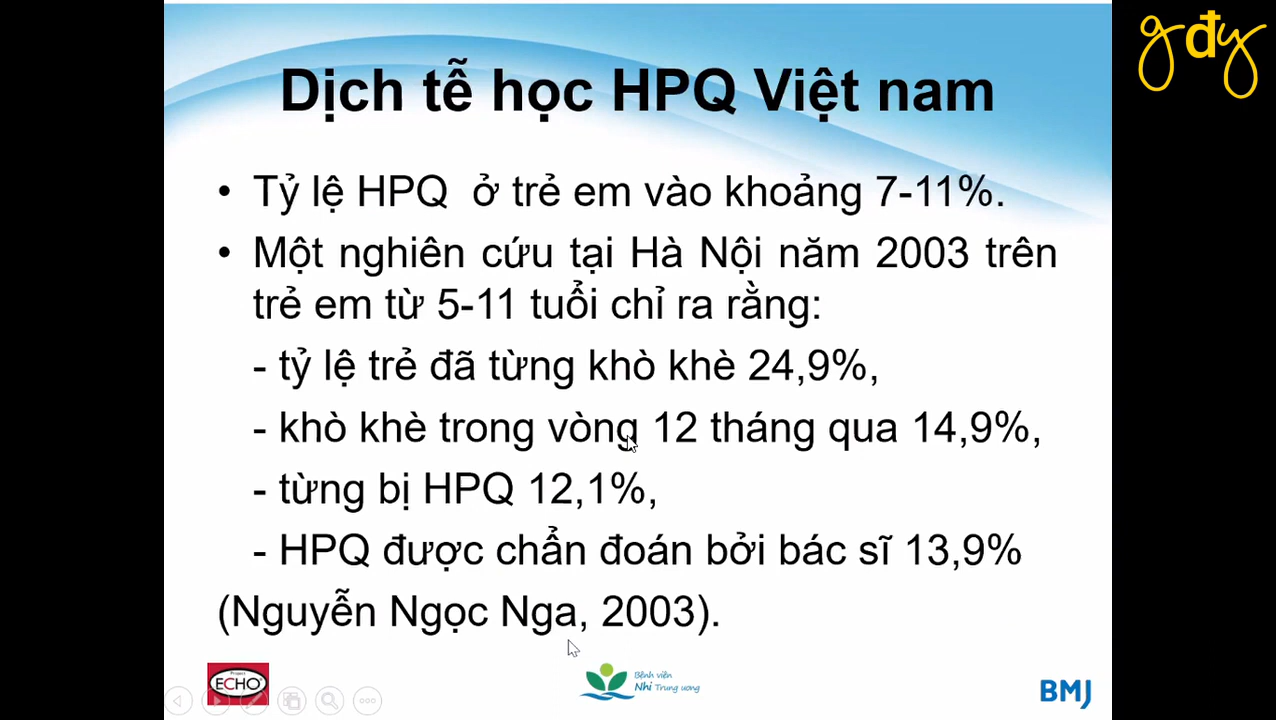 gđy
Dịch tễ học HPQ Việt nam
• Tỷ lệ HPQ ở trẻ em vào khoảng 7-11%.
• Một nghiên cứu tại Hà Nội năm 2003 trên
trẻ em từ 5-11 tuổi chỉ ra rằng:
- tỷ lệ trẻ đã từng khò khè 24,9%,
- khò khè trong vòng 12 tháng qua 14,9%,
- từng bị HPQ 12,1%,
- HPQ được chẩn đoán bởi bác sĩ 13,9%
(Nguyễn Ngọc Nga, 2003).
Project
ECHO
Bệnh viện
Nhi Trung ương
BMJ